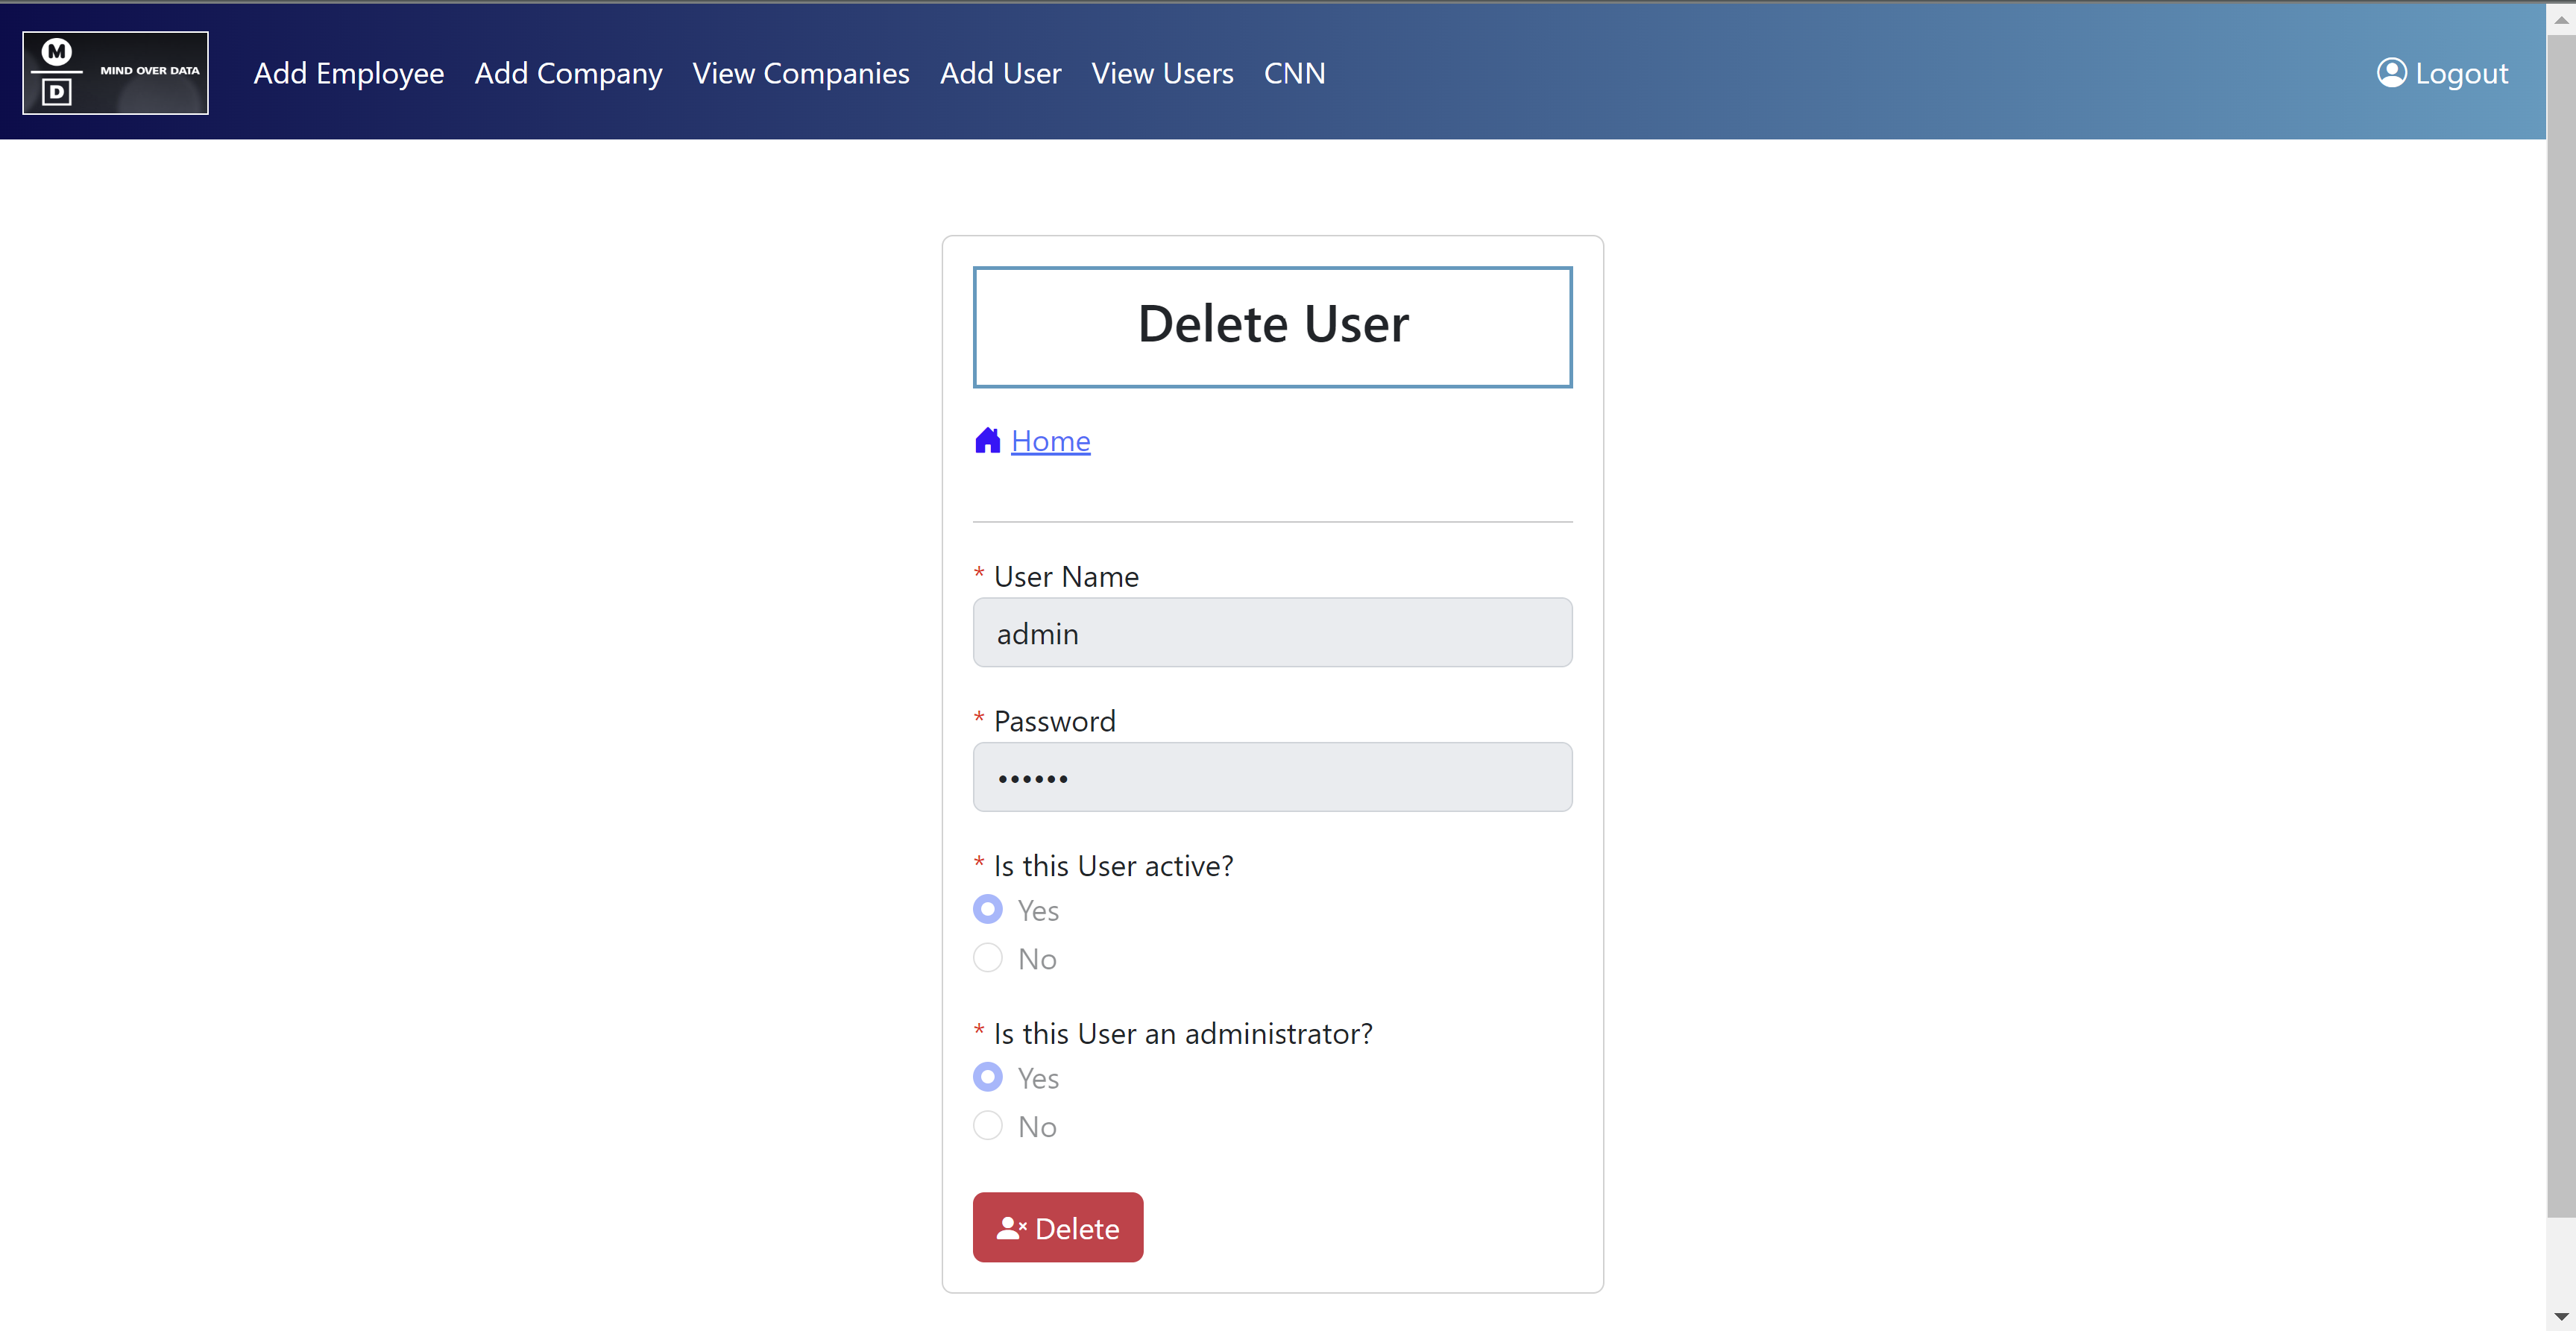 M
D
MIND OVER DATA
Add Employee Add Company View Companies Add User View Users CNN Logout
Delete User
Home
* User Name
admin
* Password
••••••
* Is this User active?
Yes
No
* Is this User an administrator?
Yes
No
Delete